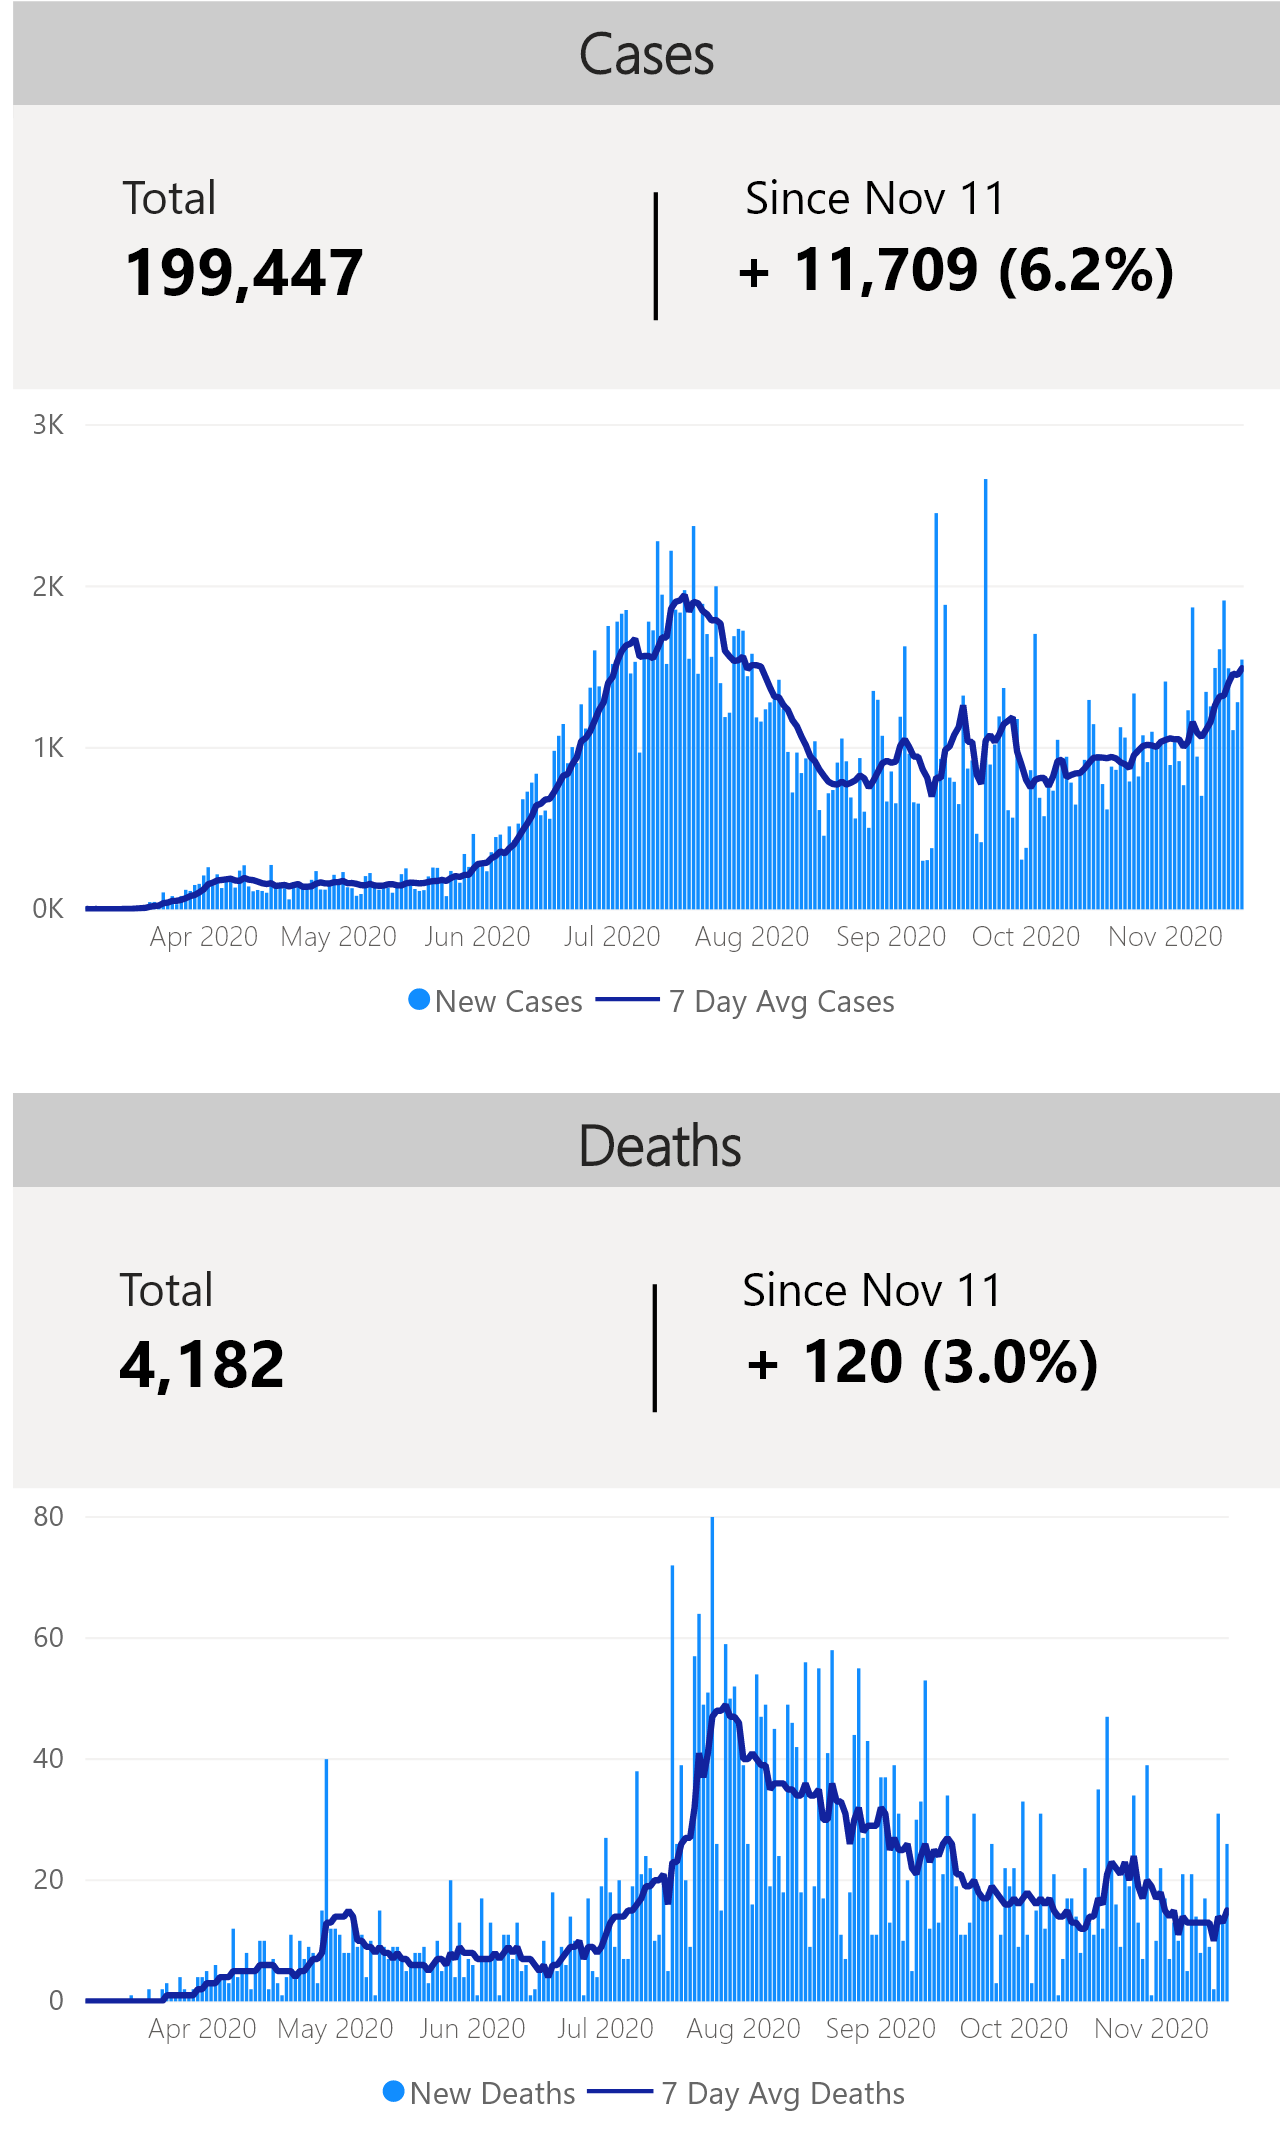 Cases
Total
Since Nov 11
199,447
+ 11,709 (6.2%)
3K
2K
1K
0K
Apr 2020 May 2020 Jun 2020 Jul 2020 Aug 2020 Sep 2020 Oct 2020 Nov 2020
New Cases 7 Day Avg Cases
Deaths
Total
Since Nov 11
4,182
+ 120 (3.0%)
80
60
40
20
0
Apr 2020 May 2020 Jun 2020 Jul 2020 Aug 2020 Sep 2020 Oct 2020 Nov 2020
New Deaths 7 Day Avg Deaths